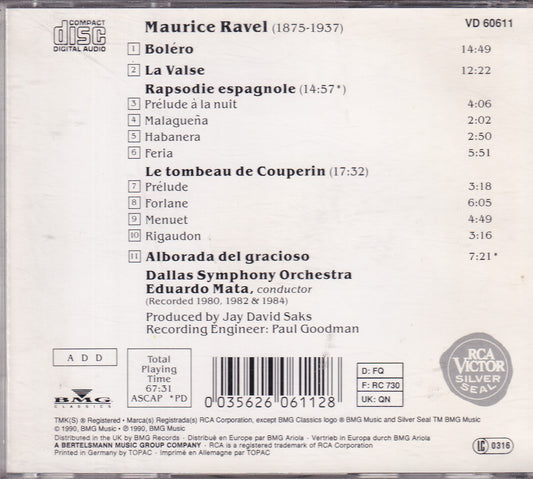 COMPACT
disc
DIGITAL AUDIO
Maurice Ravel (1875-1937)
VD 60611
1 Boléro 14:49
2 La Valse 12:22
Rapsodie espagnole (14:57*)
3 Prélude à la nuit 4:06
4 Malagueña 2:02
5 Habanera 2:50
6 Feria 5:51
Le tombeau de Couperin (17:32)
7 Prélude 3:18
8 Forlane 6:05
9 Menuet 4:49
10 Rigaudon 3:16
11 Alborada del gracioso 7:21*
Dallas Symphony Orchestra
Eduardo Mata, conductor
(Recorded 1980, 1982 & 1984)
Produced by Jay David Saks
Recording Engineer: Paul Goodman
A D D
BMG
CLASSICS
Total
Playing
Time
67:31
ASCAP *PD
0 035626 061128
D: FQ
F: RC 730
UK: QN
RCA
VICTOR
SILVER
SEAL
TMK(S) ® Registered • Marca(s) Registrada(s) RCA Corporation, except BMG Classics logo ® BMG Music and Silver Seal TM BMG Music
© 1990, BMG Music • ℗ 1990, BMG Music
Distributed in the UK by BMG Records - Distribué en Europe par BMG Ariola - Vertrieb in Europa durch BMG Ariola
A BERTELSMANN MUSIC GROUP COMPANY • RCA is a registered trademark of RCA Corporation.
Printed in Germany by TOPAC • Imprimé en Allemagne par TOPAC
LC 0316